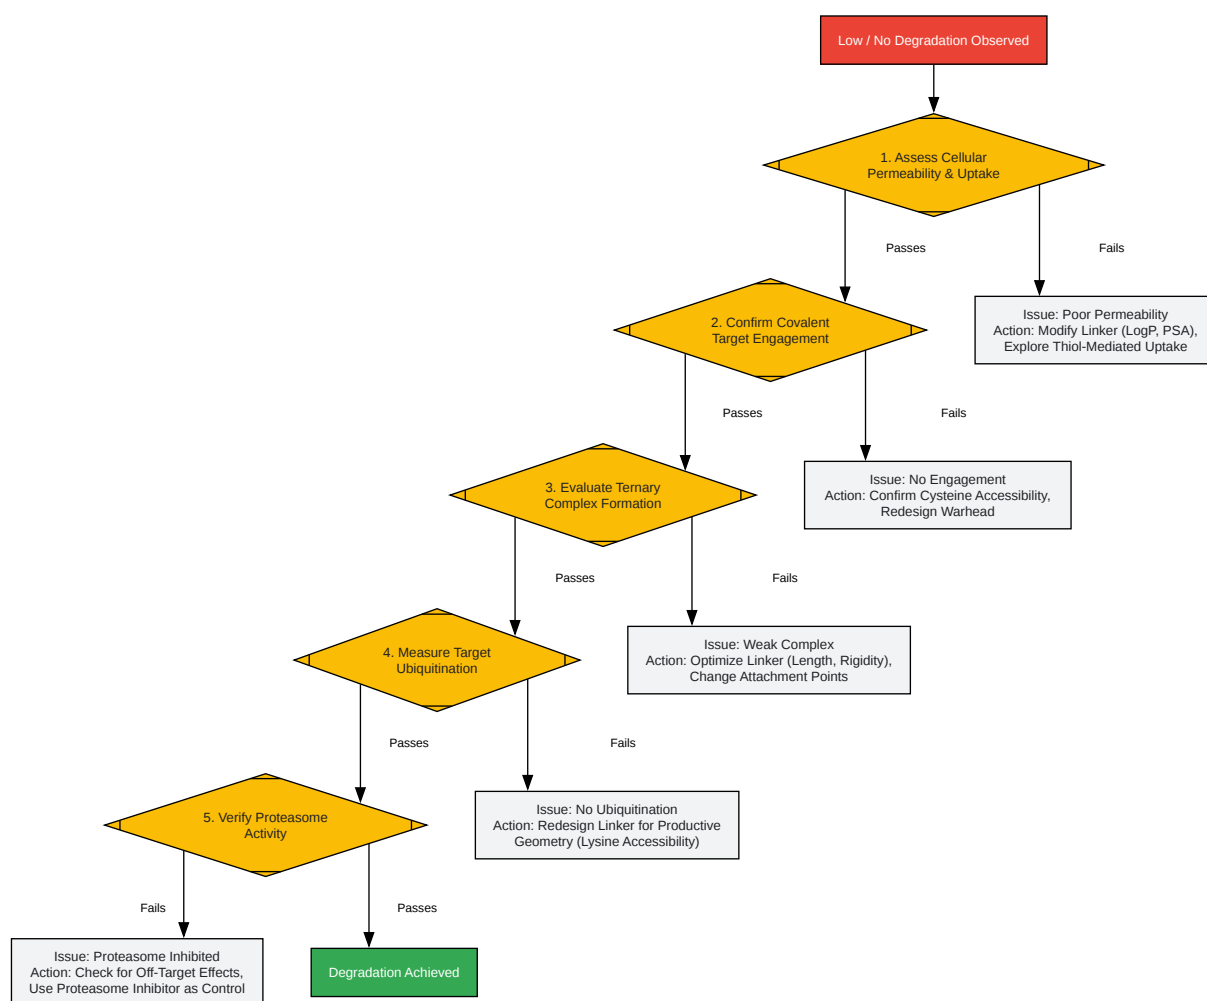 Low / No Degradation Observed
1. Assess Cellular
Permeability & Uptake
Passes
Fails
2. Confirm Covalent
Target Engagement
Issue: Poor Permeability
Action: Modify Linker (LogP, PSA),
Explore Thiol-Mediated Uptake
Passes
Fails
3. Evaluate Ternary
Complex Formation
Issue: No Engagement
Action: Confirm Cysteine Accessibility,
Redesign Warhead
Passes
Fails
4. Measure Target
Ubiquitination
Issue: Weak Complex
Action: Optimize Linker (Length, Rigidity),
Change Attachment Points
Passes
Fails
5. Verify Proteasome
Activity
Issue: No Ubiquitination
Action: Redesign Linker for Productive
Geometry (Lysine Accessibility)
Fails
Passes
Issue: Proteasome Inhibited
Action: Check for Off-Target Effects,
Use Proteasome Inhibitor as Control
Degradation Achieved